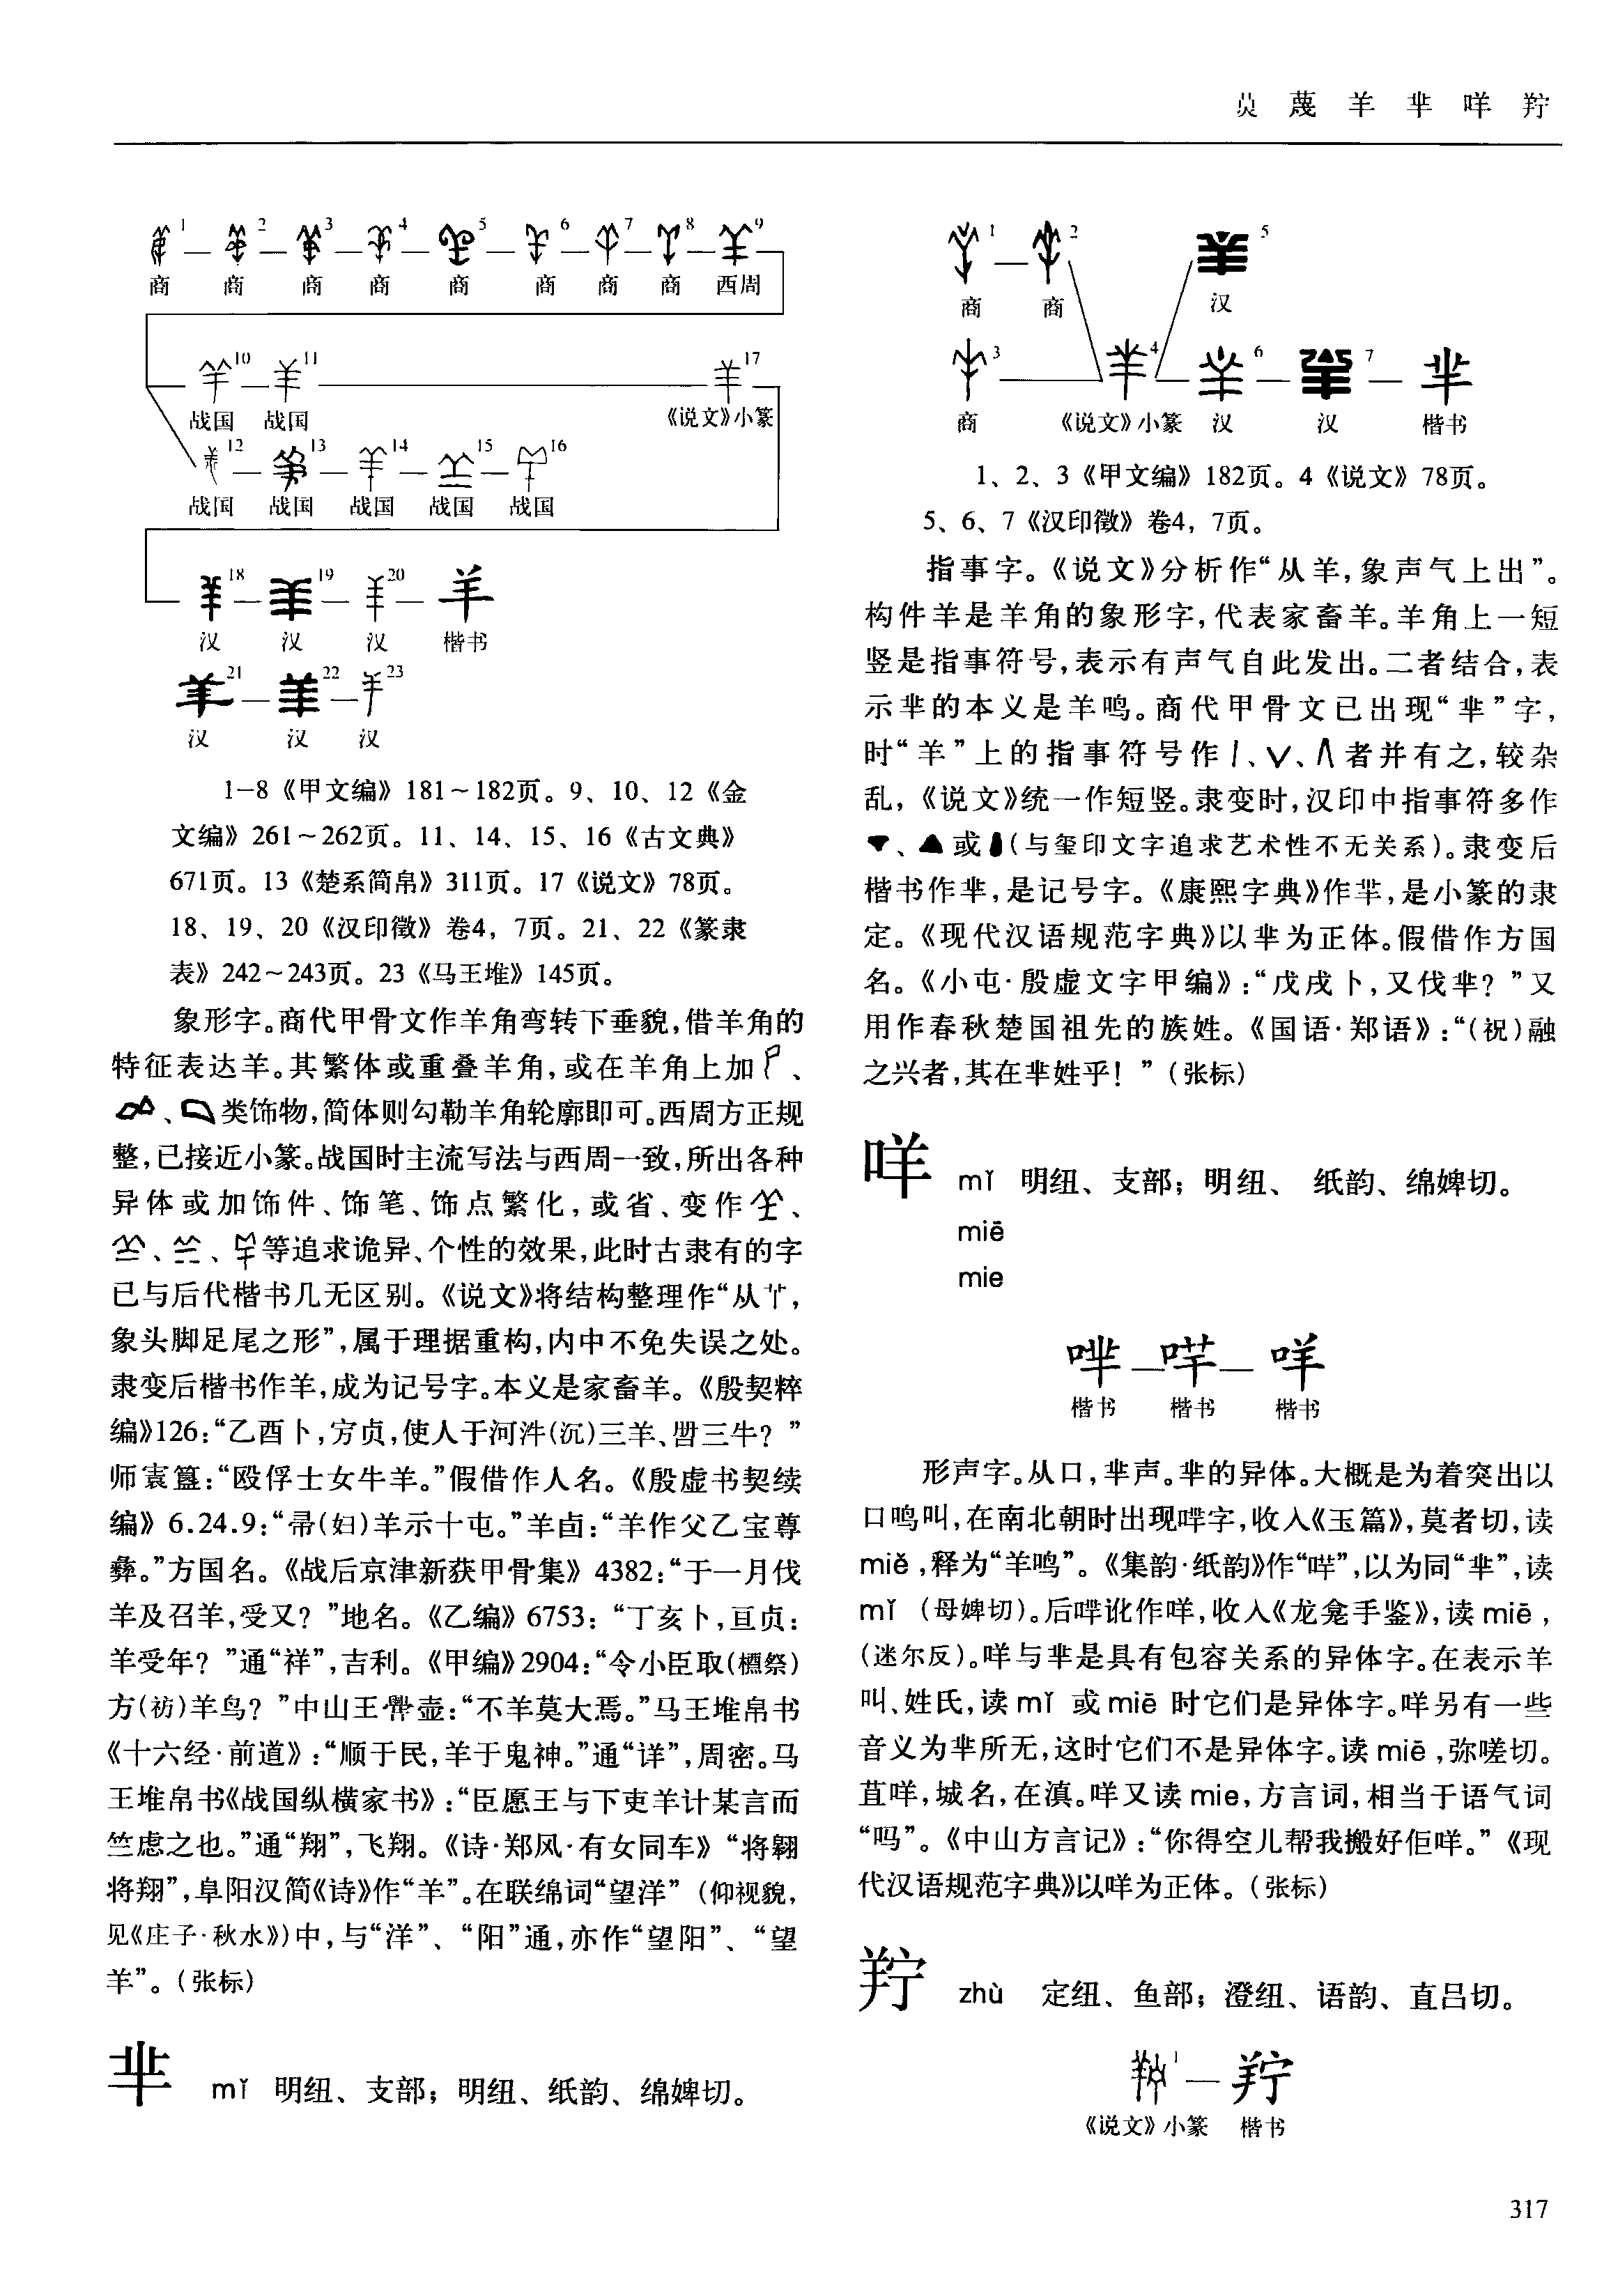 蔑 羊 芈 咩 羜
1 2 3 4 5 6 7 8 9
商 商 商 商 商 商 商 商 西周
10 11 17
战国 战国 《说文》小篆
12 13 14 15 16
战国 战国 战国 战国 战国
18 19 20 羊
汉 汉 汉 楷书
21 22 23
汉 汉 汉
1-8《甲文编》181~182页。9、10、12《金
文编》261~262页。11、14、15、16《古文典》
671页。13《楚系简帛》311页。17《说文》78页。
18、19、20《汉印徵》卷4，7页。21、22《篆隶
表》242~243页。23《马王堆》145页。
象形字。商代甲骨文作羊角弯转下垂貌，借羊角的
特征表达羊。其繁体或重叠羊角，或在羊角上加、
、类饰物，简体则勾勒羊角轮廓即可。西周方正规
整，已接近小篆。战国时主流写法与西周一致，所出各种
异体或加饰件、饰笔、饰点繁化，或省、变作、
、、等追求诡异、个性的效果，此时古隶有的字
已与后代楷书几无区别。《说文》将结构整理作“从𦫳，
象头脚足尾之形”，属于理据重构，内中不免失误之处。
隶变后楷书作羊，成为记号字。本义是家畜羊。《殷契粹
编》126：“乙酉卜，宾贞，使人于河沉(沉)三羊、三牛？”
师袁簋：“殴俘士女牛羊。”假借作人名。《殷虚书契续
编》6.24.9：“帚(妇)羊示十屯。”羊卣：“羊作父乙宝尊
彝。”方国名。《战后京津新获甲骨集》4382：“于一月伐
羊及召羊，受又？”地名。《乙编》6753：“丁亥卜，亘贞：
羊受年？”通“祥”，吉利。《甲编》2904：“令小臣取(槱祭)
方(祊)羊鸟？”中山王壶：“不羊莫大焉。”马王堆帛书
《十六经·前道》：“顺于民，羊于鬼神。”通“详”，周密。马
王堆帛书《战国纵横家书》：“臣愿王与下吏羊计某言而
竺虑之也。”通“翔”，飞翔。《诗·郑风·有女同车》“将翱
将翔”，阜阳汉简《诗》作“羊”。在联绵词“望洋”（仰视貌，
见《庄子·秋水》)中，与“洋”、“阳”通，亦作“望阳”、“望
羊”。(张标)
芈 mǐ 明纽、支部；明纽、纸韵、绵婢切。
1 2 5
商 商 汉
3 4 6 7 芈
商 《说文》小篆 汉 汉 楷书
1、2、3《甲文编》182页。4《说文》78页。
5、6、7《汉印徵》卷4，7页。
指事字。《说文》分析作“从羊，象声气上出”。
构件羊是羊角的象形字，代表家畜羊。羊角上一短
竖是指事符号，表示有声气自此发出。二者结合，表
示芈的本义是羊鸣。商代甲骨文已出现“芈”字，
时“羊”上的指事符号作丨、∨、∧者并有之，较杂
乱，《说文》统一作短竖。隶变时，汉印中指事符多作
▼、▲或(与玺印文字追求艺术性不无关系)。隶变后
楷书作芈，是记号字。《康熙字典》作羋，是小篆的隶
定。《现代汉语规范字典》以芈为正体。假借作方国
名。《小屯·殷虚文字甲编》：“戊戌卜，又伐芈？”又
用作春秋楚国祖先的族姓。《国语·郑语》：“(祝)融
之兴者，其在芈姓乎！”(张标)
咩 mǐ 明纽、支部；明纽、 纸韵、绵婢切。
miē
mie
哶 — 哔 — 咩
楷书 楷书 楷书
形声字。从口，芈声。芈的异体。大概是为着突出以
口鸣叫，在南北朝时出现哶字，收入《玉篇》，莫者切，读
miě，释为“羊鸣”。《集韵·纸韵》作“咩”，以为同“芈”，读
mǐ （母婢切）。后哶讹作咩，收入《龙龛手鉴》，读miē，
(迷尔反)。咩与芈是具有包容关系的异体字。在表示羊
叫、姓氏，读mǐ 或miē 时它们是异体字。咩另有一些
音义为芈所无，这时它们不是异体字。读miē，弥嗟切。
苴咩，城名，在滇。咩又读mie，方言词，相当于语气词
“吗”。《中山方言记》：“你得空儿帮我搬好佢咩。”《现
代汉语规范字典》以咩为正体。(张标)
羜 zhù 定纽、鱼部；澄纽、语韵、直吕切。
1 — 羜
《说文》小篆 楷书
317